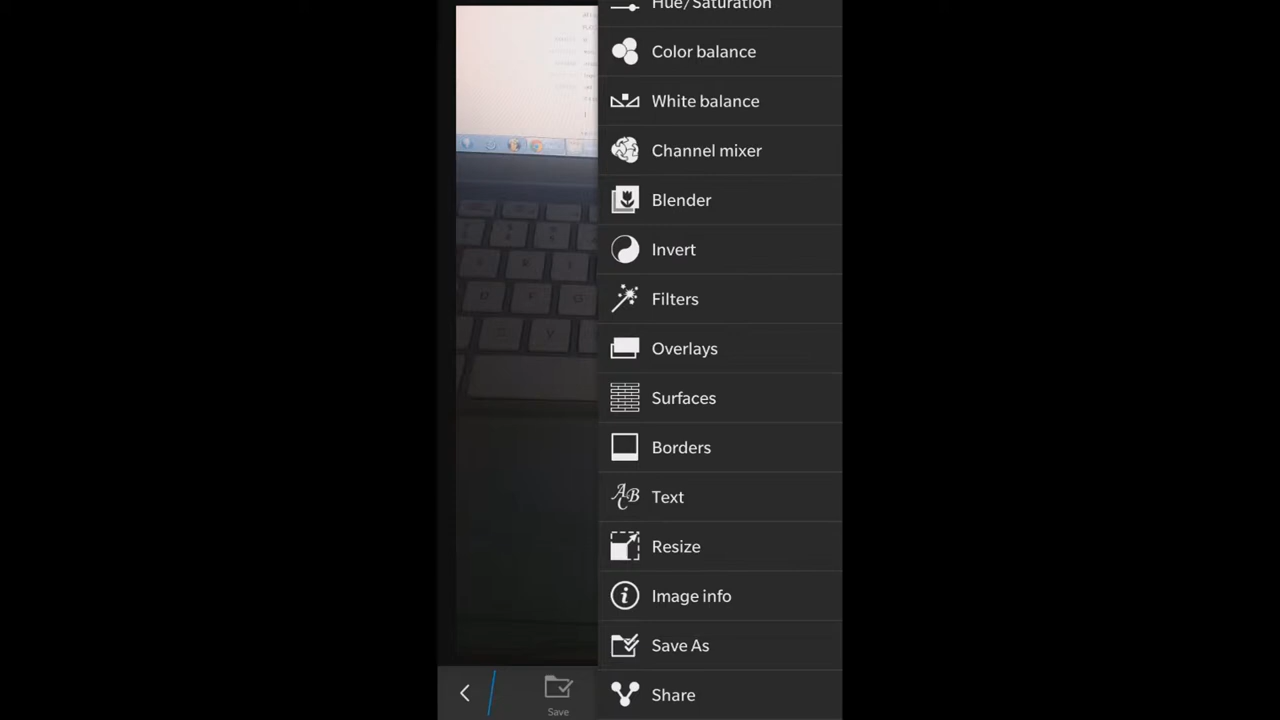 Hue/Saturation
Color balance
White balance
Channel mixer
Blender
Invert
Filters
Overlays
Surfaces
Borders
Text
Resize
Image info
Save As
Share
Save